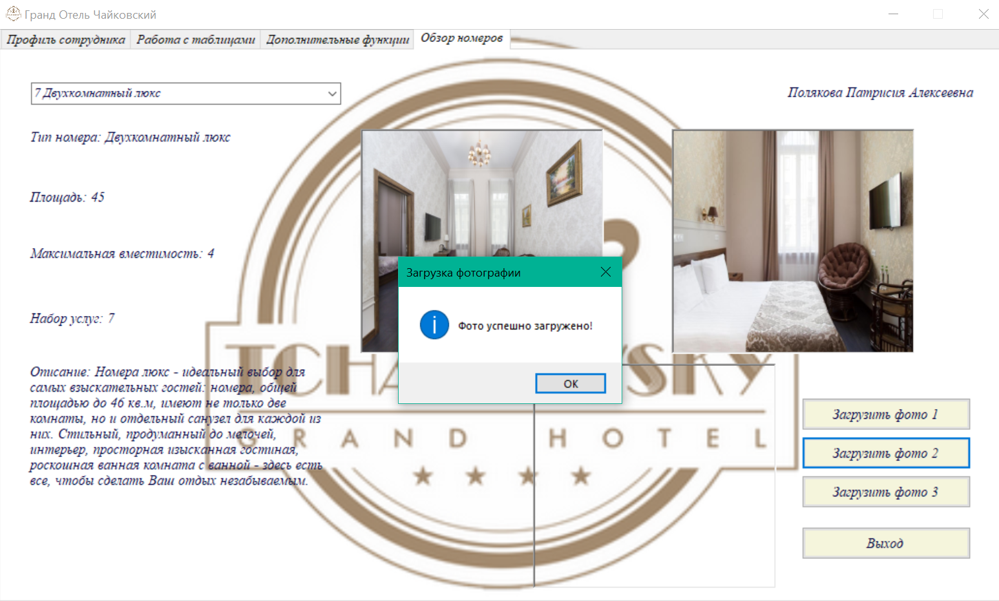 Гранд Отель Чайковский
Профиль сотрудника
Работа с таблицами
Дополнительные функции
Обзор номеров
7 Двухкомнатный люкс
Полякова Патрисия Алексеевна
Тип номера: Двухкомнатный люкс
Площадь: 45
Максимальная вместимость: 4
Набор услуг: 7
Описание: Номера люкс - идеальный выбор для
самых взыскательных гостей: номера, общей
площадью до 46 кв.м, имеют не только две
комнаты, но и отдельный санузел для каждой из
них. Стильный, продуманный до мелочей,
интерьер, просторная изысканная гостиная,
роскошная ванная комната с ванной - здесь есть
все, чтобы сделать Ваш отдых незабываемым.
Загрузка фотографии
Фото успешно загружено!
OK
GRAND HOTEL
Загрузить фото 1
Загрузить фото 2
Загрузить фото 3
Выход